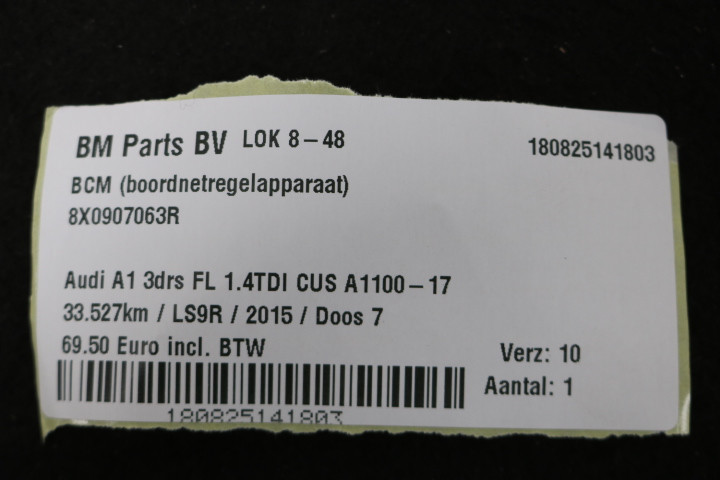 BM Parts BV LOK 8-48 180825141803
BCM (boordnetregelapparaat)
8X0907063R
Audi A1 3drs FL 1.4TDI CUS A1100-17
33.527km / LS9R / 2015 / Doos 7
69.50 Euro incl. BTW
Verz: 10
Aantal: 1
180825141803